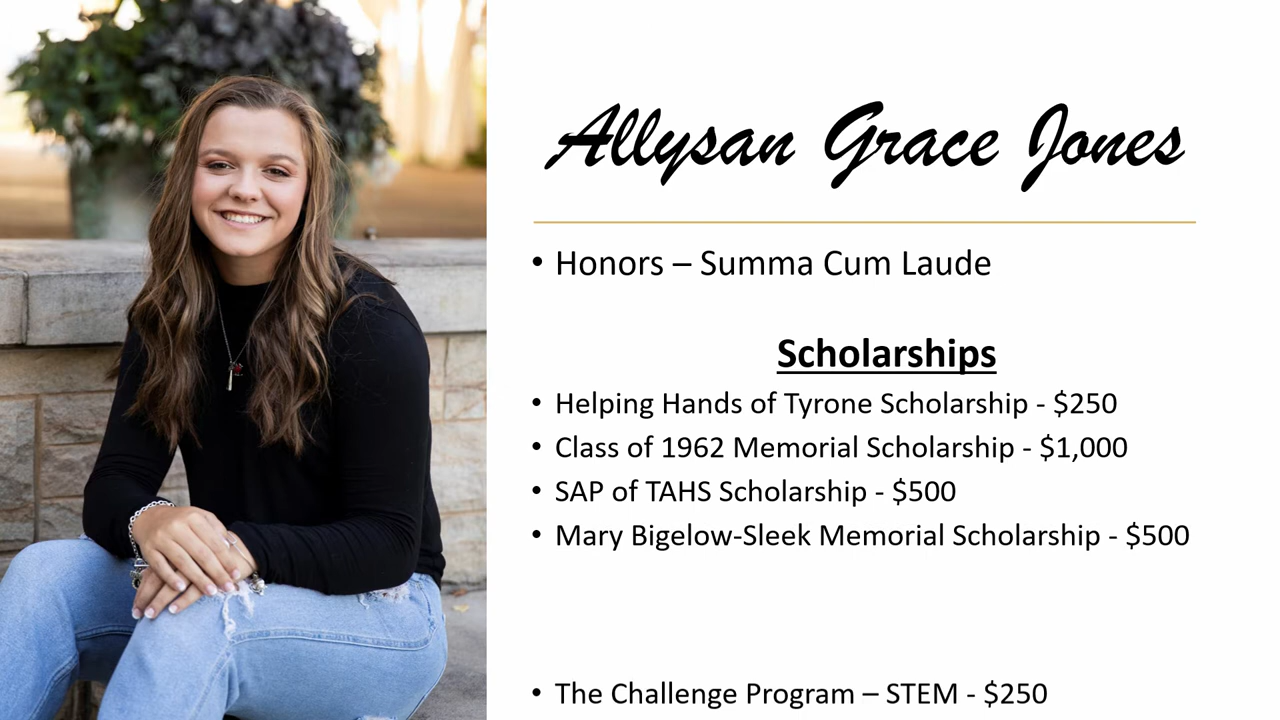 Allysan Grace Jones
• Honors – Summa Cum Laude
Scholarships
• Helping Hands of Tyrone Scholarship - $250
• Class of 1962 Memorial Scholarship - $1,000
• SAP of TAHS Scholarship - $500
• Mary Bigelow-Sleek Memorial Scholarship - $500
• The Challenge Program – STEM - $250